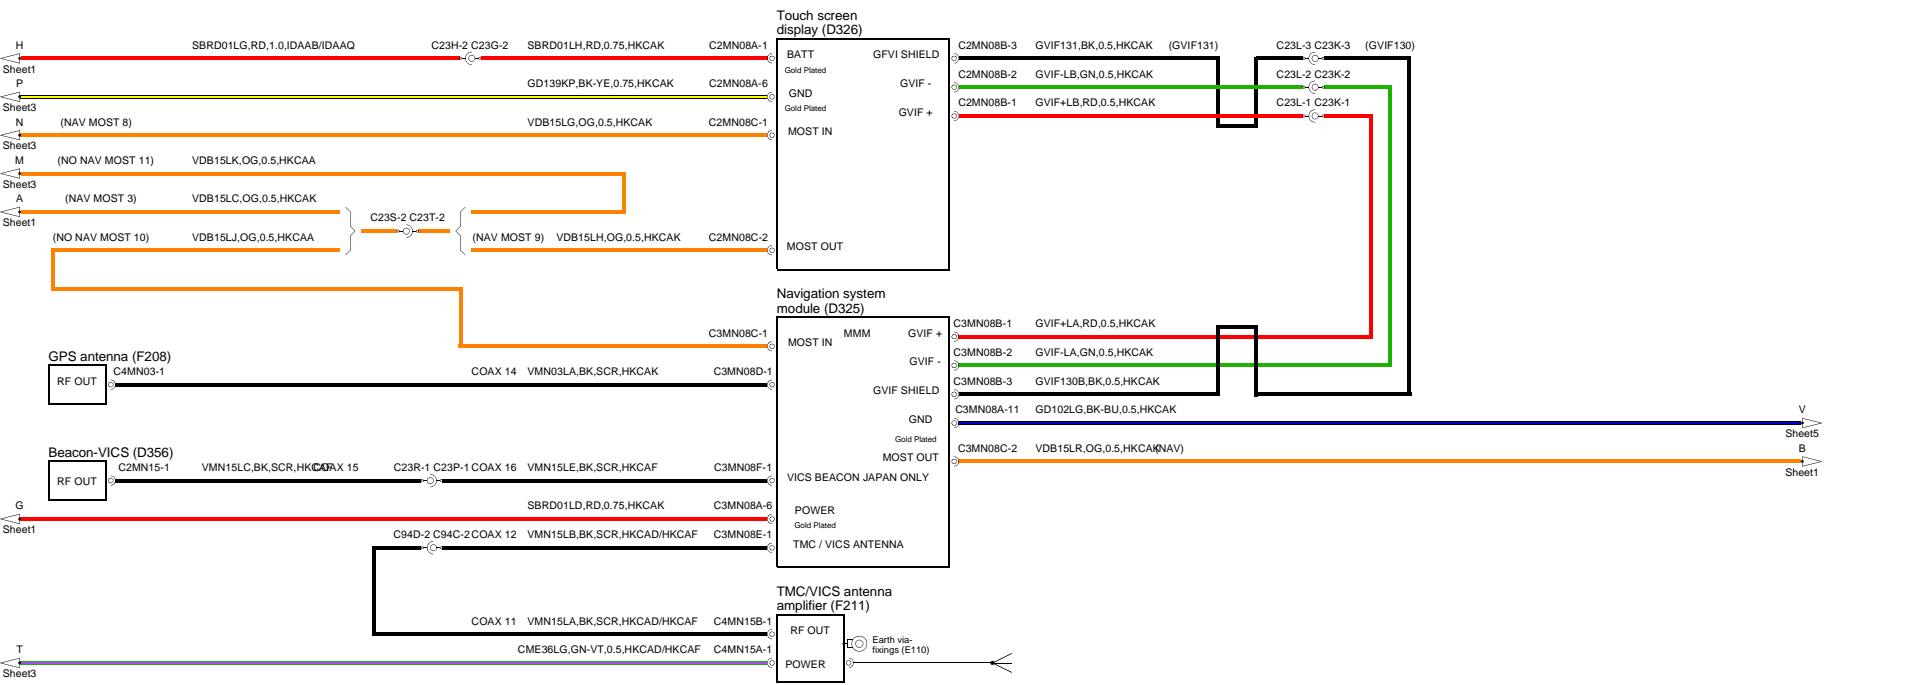 Touch screen
display (D326)
H
SBRD01LG,RD,1.0,IDAAB/IDAAQ
C23H-2 C23G-2
SBRD01LH,RD,0.75,HKCAK
C2MN08A-1
BATT
GFVI SHIELD
C2MN08B-3
GVIF131,BK,0.5,HKCAK
(GVIF131)
C23L-3 C23K-3
(GVIF130)
Sheet1
Gold Plated
P
GD139KP,BK-YE,0.75,HKCAK
C2MN08A-6
GND
GVIF -
C2MN08B-2
GVIF-LB,GN,0.5,HKCAK
C23L-2 C23K-2
Sheet3
Gold Plated
GVIF +
C2MN08B-1
GVIF+LB,RD,0.5,HKCAK
C23L-1 C23K-1
N
(NAV MOST 8)
VDB15LG,OG,0.5,HKCAK
C2MN08C-1
MOST IN
Sheet3
M
(NO NAV MOST 11)
VDB15LK,OG,0.5,HKCAA
Sheet3
A
(NAV MOST 3)
VDB15LC,OG,0.5,HKCAK
Sheet1
C23S-2 C23T-2
(NO NAV MOST 10)
VDB15LJ,OG,0.5,HKCAA
(NAV MOST 9)
VDB15LH,OG,0.5,HKCAK
C2MN08C-2
MOST OUT
Navigation system
module (D325)
C3MN08C-1
MOST IN
MMM
GVIF +
C3MN08B-1
GVIF+LA,RD,0.5,HKCAK
GVIF -
C3MN08B-2
GVIF-LA,GN,0.5,HKCAK
GPS antenna (F208)
RF OUT
C4MN03-1
COAX 14
VMN03LA,BK,SCR,HKCAK
C3MN08D-1
GVIF SHIELD
C3MN08B-3
GVIF130B,BK,0.5,HKCAK
GND
C3MN08A-11
GD102LG,BK-BU,0.5,HKCAK
V
Sheet5
Gold Plated
MOST OUT
C3MN08C-2
VDB15LR,OG,0.5,HKCAK
(NAV)
B
Sheet1
Beacon-VICS (D356)
RF OUT
C2MN15-1
VMN15LC,BK,SCR,HKCAF
COAX 15
C23R-1 C23P-1
COAX 16
VMN15LE,BK,SCR,HKCAF
C3MN08F-1
VICS BEACON JAPAN ONLY
G
SBRD01LD,RD,0.75,HKCAK
C3MN08A-6
POWER
Gold Plated
Sheet1
C94D-2 C94C-2
COAX 12
VMN15LB,BK,SCR,HKCAD/HKCAF
C3MN08E-1
TMC / VICS ANTENNA
TMC/VICS antenna
amplifier (F211)
COAX 11
VMN15LA,BK,SCR,HKCAD/HKCAF
C4MN15B-1
RF OUT
Earth via-
fixings (E110)
T
CME36LG,GN-VT,0.5,HKCAD/HKCAF
C4MN15A-1
POWER
Sheet3